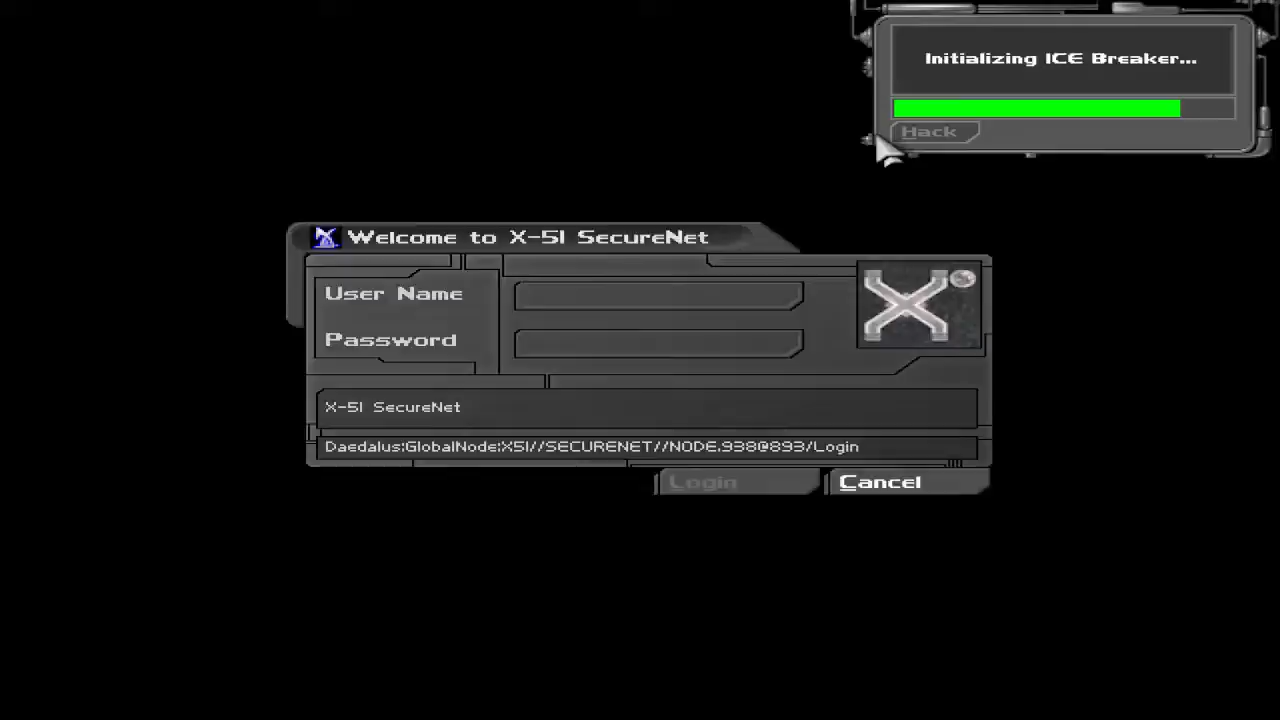 Initializing ICE Breaker...
Hack
Welcome to X-51 SecureNet
User Name
Password
X-51 SecureNet
Daedalus:GlobalNode:X51//SECURENET//NODE.938@893/Login
Login
Cancel